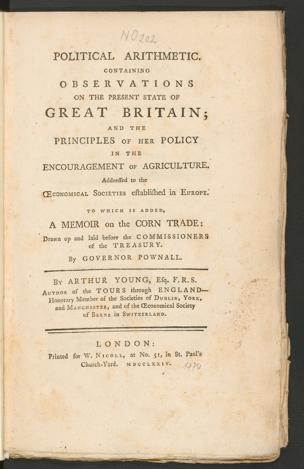 NO 202
POLITICAL ARITHMETIC.
CONTAINING
OBSERVATIONS
ON THE PRESENT STATE OF
GREAT BRITAIN;
AND THE
PRINCIPLES OF HER POLICY
IN THE
ENCOURAGEMENT OF AGRICULTURE.
Addressed to the
ŒCONOMICAL SOCIETIES established in EUROPE.
TO WHICH IS ADDED,
A MEMOIR on the CORN TRADE:
Drawn up and laid before the COMMISSIONERS
of the TREASURY.
By GOVERNOR POWNALL.
By ARTHUR YOUNG, Esq. F. R. S.
AUTHOR of the TOURS through ENGLAND—
Honorary Member of the Societies of DUBLIN, YORK,
and MANCHESTER, and of the Œconomical Society
of BERNE in SWITZERLAND.
LONDON:
Printed for W. NICOLL, at No. 51, in St. Paul's
Church-Yard. MDCCLXXIV.
1774